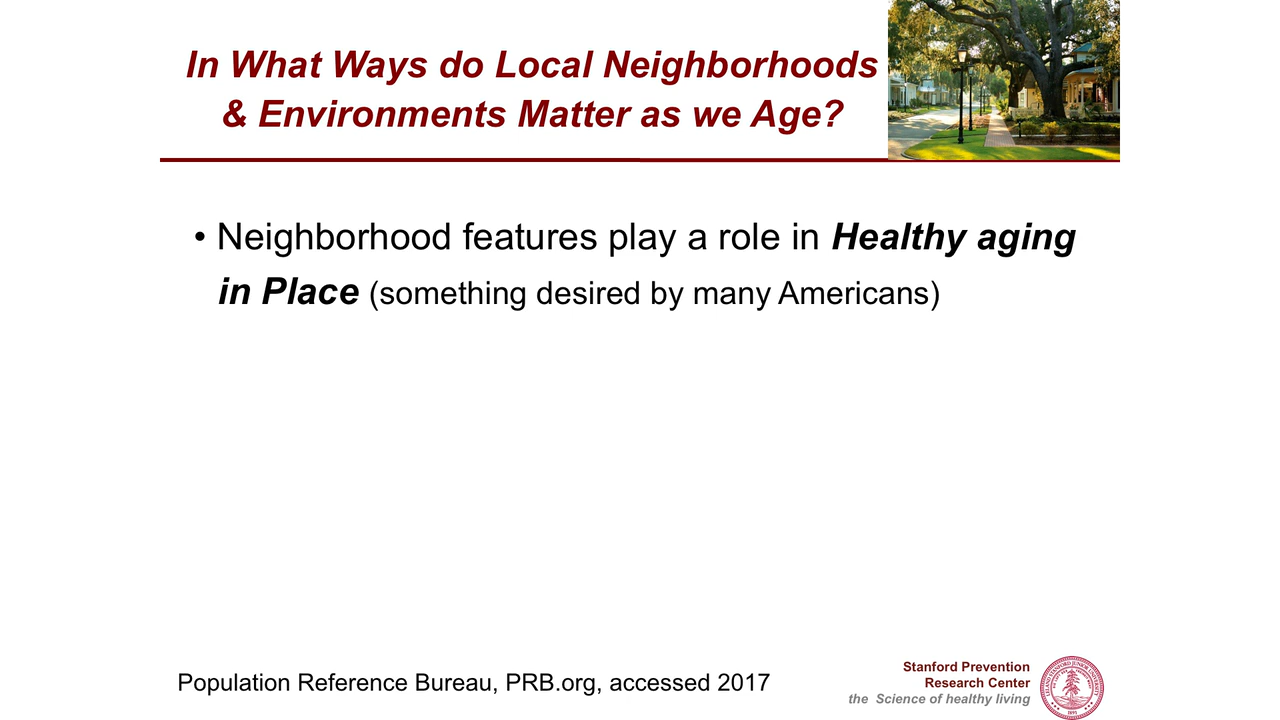 In What Ways do Local Neighborhoods
& Environments Matter as we Age?
• Neighborhood features play a role in Healthy aging
in Place (something desired by many Americans)
Population Reference Bureau, PRB.org, accessed 2017
Stanford Prevention
Research Center
the Science of healthy living